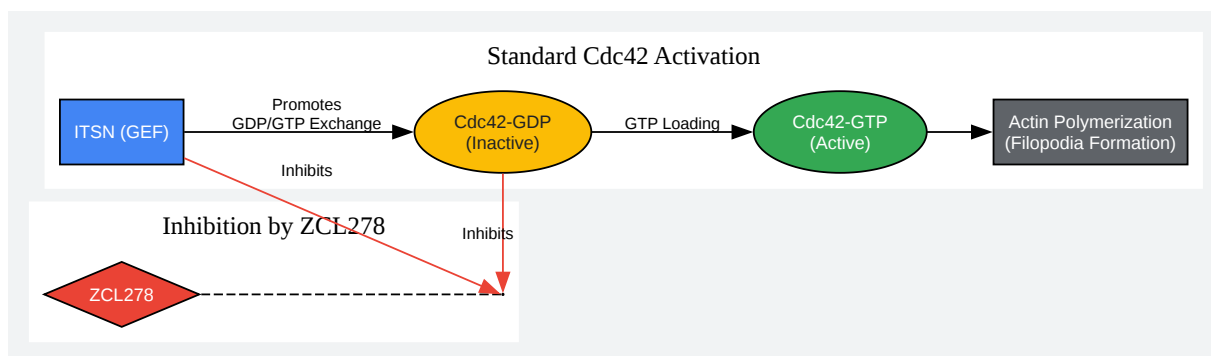 Standard Cdc42 Activation
ITSN (GEF)
Promotes
GDP/GTP Exchange
Cdc42-GDP
(Inactive)
GTP Loading
Cdc42-GTP
(Active)
Actin Polymerization
(Filopodia Formation)
Inhibits
Inhibition by ZCL278
Inhibits
ZCL278